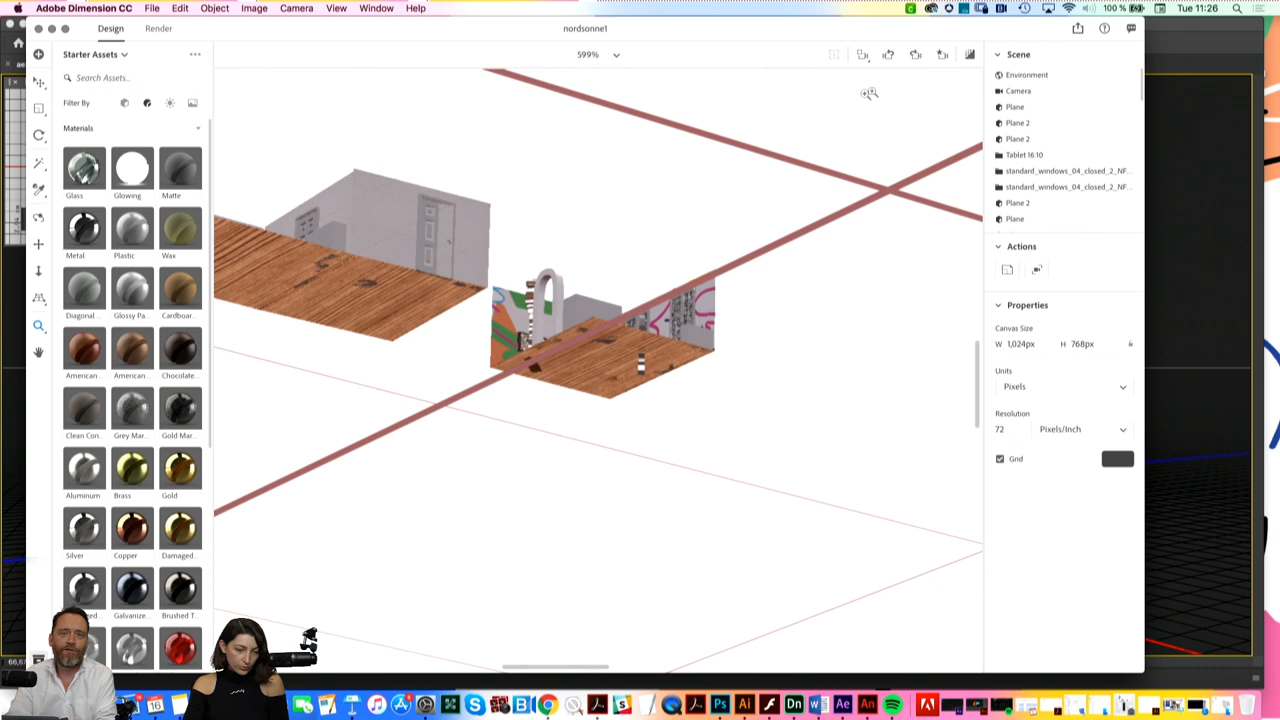 Adobe Dimension CC File Edit Object Image Camera View Window Help 100 % Tue 11:26
Design Render nordsonne1
Starter Assets 599% Scene
Search Assets.. Environment
Filter By Camera
Materials Plane
Plane 2
Plane 2
Tablet 16:10
standard_windows_04_closed_2_NF...
standard_windows_04_closed_2_NF...
Plane 2
Plane
Glass Glowing Matte
Metal Plastic Wax
Actions
Diagonal .. Glossy Pa.. Cardboar..
Properties
Canvas Size
W 1,024px H 768px
American.. American.. Chocolate..
Units
Pixels
Resolution
72 Pixels/Inch
Clean Con.. Grey Mar.. Gold Mar..
Grid
Aluminum Brass Gold
Silver Copper Damaged..
Galvanize.. Brushed T..